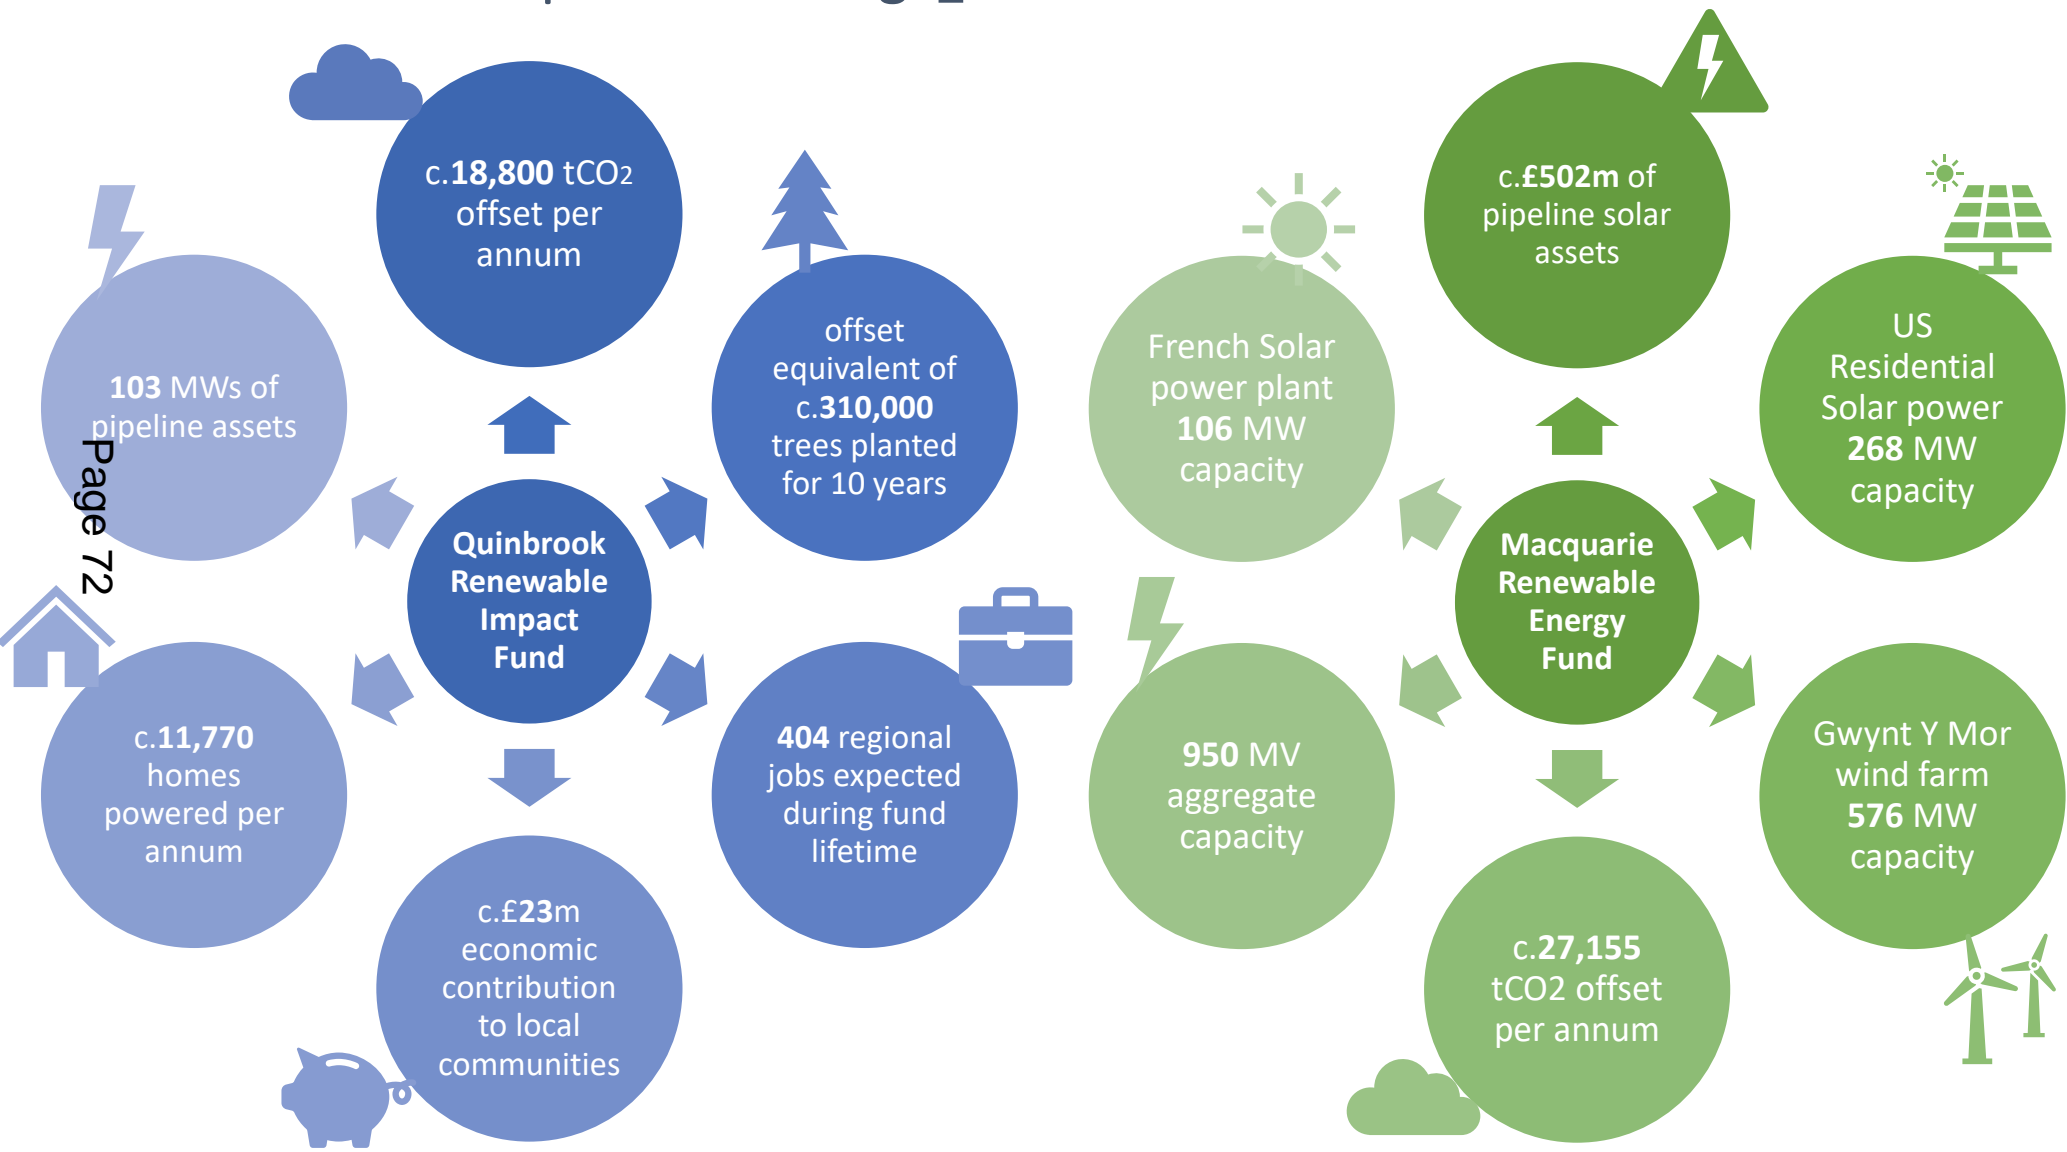 c.18,800 tCO2
offset per
annum
offset
equivalent of
c.310,000
trees planted
for 10 years
404 regional
jobs expected
during fund
lifetime
c.£23m
economic
contribution
to local
communities
c.11,770
homes
powered per
annum
103 MWs of
pipeline assets
Quinbrook
Renewable
Impact
Fund
Page 72
c.£502m of
pipeline solar
assets
US
Residential
Solar power
268 MW
capacity
Gwynt Y Mor
wind farm
576 MW
capacity
c.27,155
tCO2 offset
per annum
950 MV
aggregate
capacity
French Solar
power plant
106 MW
capacity
Macquarie
Renewable
Energy
Fund